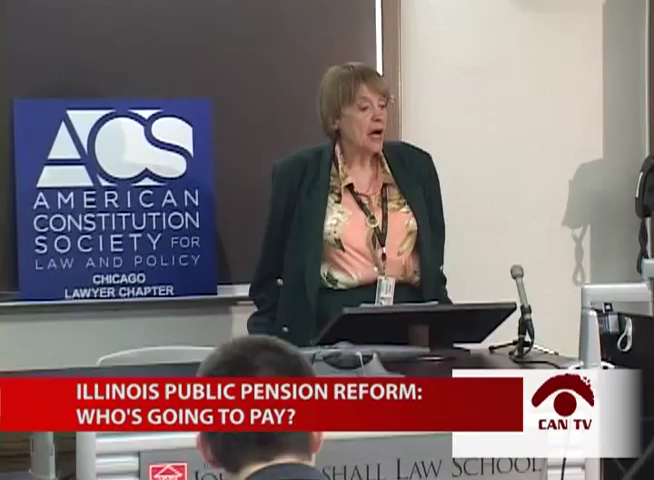 ACS
AMERICAN
CONSTITUTION
SOCIETY FOR
LAW AND POLICY
CHICAGO
LAWYER CHAPTER
ILLINOIS PUBLIC PENSION REFORM:
WHO'S GOING TO PAY?
CAN TV
LAW SCHOOL